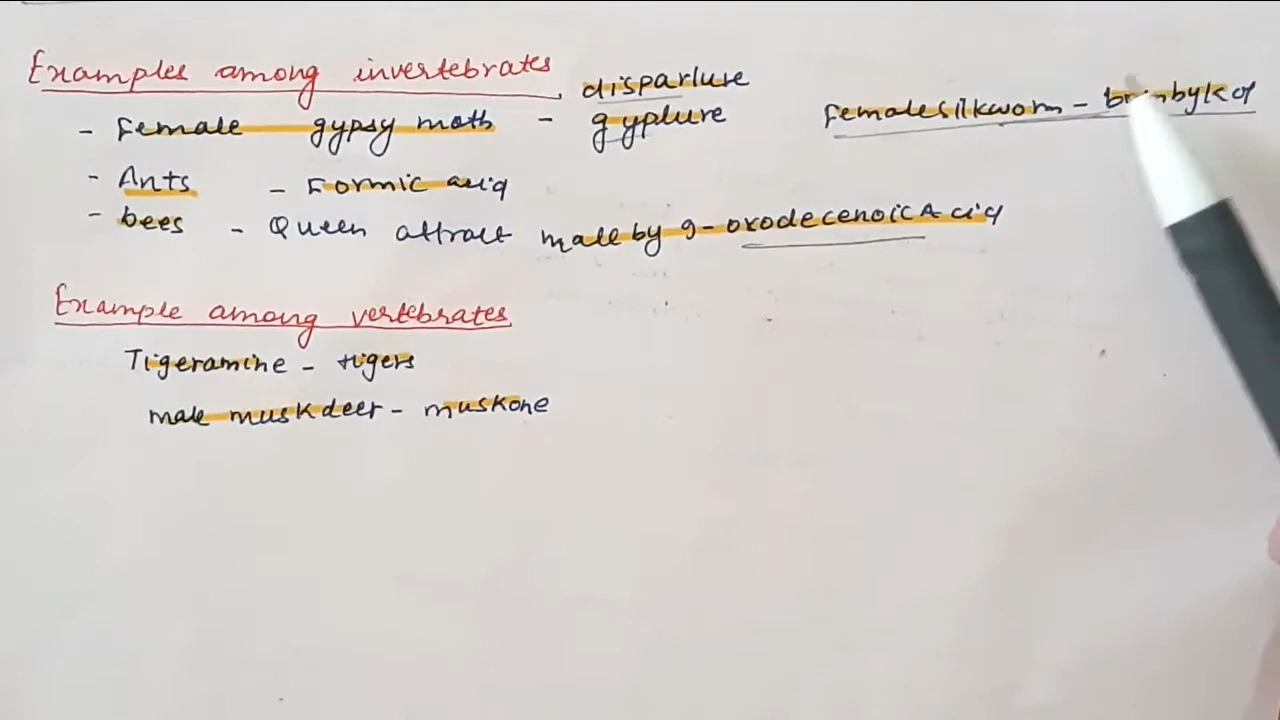 Examples among invertebrates
disparlure
- Female gypsy moth - gyplure
Female silkworm -
- Ants - Formic acid
- bees - Queen attract male by 9-oxodecenoic Acid
Example among vertebrates
Tigeramine - tigers
male muskdeer - muskone